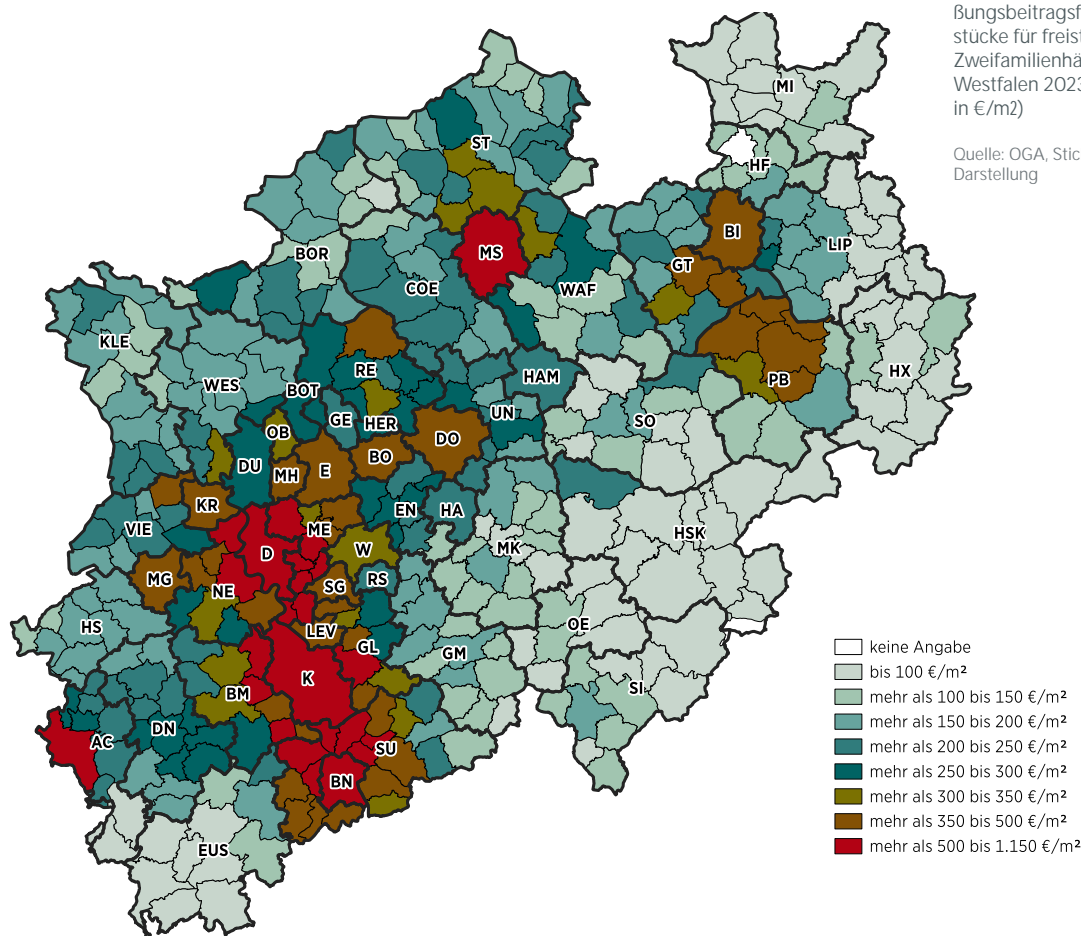 ßungsbeitragsf
stücke für freist
Zweifamilienhä
Westfalen 2023
in €/m2)
Quelle: OGA, Stic
Darstellung
MI
ST
HF
BI
LIP
MS
BOR
GT
COE
WAF
KLE
RE
HAM
PB
HX
WES
BOT
GE
HER
UN
SO
OB
DO
DU
BO
MH
E
KR
EN
HA
VIE
ME
HSK
D
W
MK
MG
NE
SG
RS
HS
LEV
GL
OE
GM
K
SI
BM
DN
AC
SU
BN
EUS
keine Angabe
bis 100 €/m²
mehr als 100 bis 150 €/m²
mehr als 150 bis 200 €/m²
mehr als 200 bis 250 €/m²
mehr als 250 bis 300 €/m²
mehr als 300 bis 350 €/m²
mehr als 350 bis 500 €/m²
mehr als 500 bis 1.150 €/m²